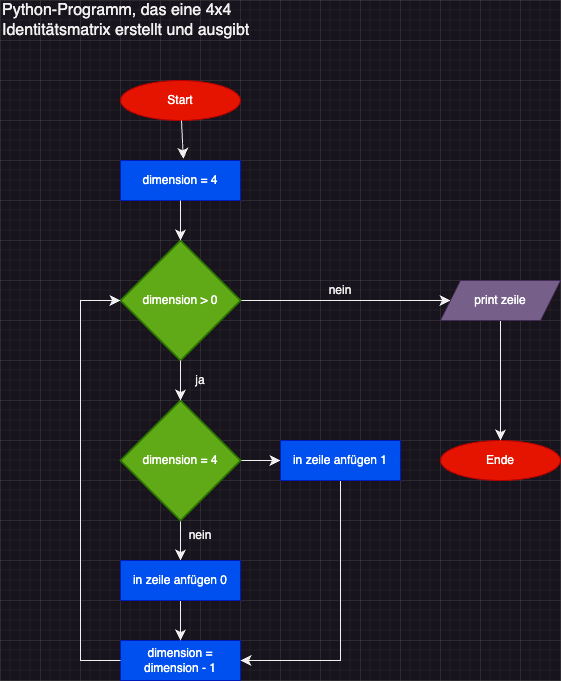 Python-Programm, das eine 4x4
Identitätsmatrix erstellt und ausgibt
Start
dimension = 4
dimension > 0
nein
print zeile
ja
dimension = 4
in zeile anfügen 1
Ende
nein
in zeile anfügen 0
dimension =
dimension - 1